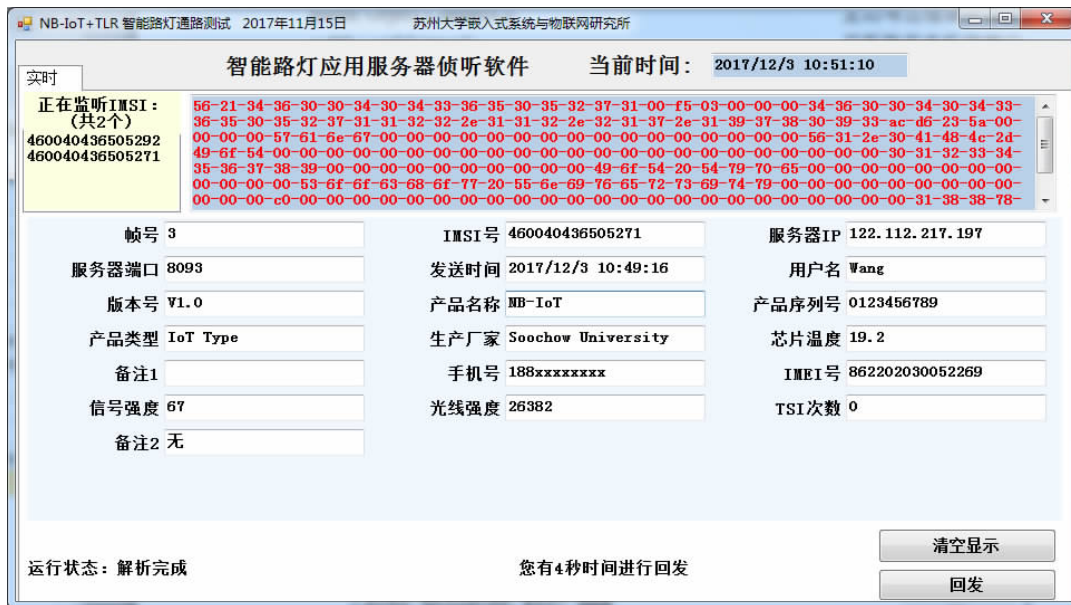 NB-IoT+TLR 智能路灯通路测试 2017年11月15日 苏州大学嵌入式系统与物联网研究所
智能路灯应用服务器侦听软件 当前时间: 2017/12/3 10:51:10
实时
正在监听IMSI:
(共2个)
460040436505292
460040436505271
56-21-34-36-30-30-34-30-34-33-36-35-30-35-32-37-31-00-f5-03-00-00-00-34-36-30-30-34-30-34-33-
36-35-30-35-32-37-31-31-32-32-2e-31-31-32-2e-32-31-37-2e-31-39-37-38-30-39-33-ac-d6-23-5a-00-
00-00-00-57-61-6e-67-00-00-00-00-00-00-00-00-00-00-00-00-00-00-00-00-56-31-2e-30-41-48-4c-2d-
49-6f-54-00-00-00-00-00-00-00-00-00-00-00-00-00-00-00-00-00-00-00-00-00-00-00-30-31-32-33-34-
35-36-37-38-39-00-00-00-00-00-00-00-00-00-00-00-49-6f-54-20-54-79-70-65-00-00-00-00-00-00-00-
00-00-00-00-53-6f-6f-63-68-6f-77-20-55-6e-69-76-65-72-73-69-74-79-00-00-00-00-00-00-00-00-00-
00-00-00-c0-00-00-00-00-00-00-00-00-00-00-00-00-00-00-00-00-00-00-00-00-00-00-00-31-38-38-78-
帧号 3 IMSI号 460040436505271 服务器IP 122.112.217.197
服务器端口 8093 发送时间 2017/12/3 10:49:16 用户名 Wang
版本号 V1.0 产品名称 NB-IoT 产品序列号 0123456789
产品类型 IoT Type 生产厂家 Soochow University 芯片温度 19.2
备注1 手机号 188xxxxxxxx IMEI号 862202030052269
信号强度 67 光线强度 26382 TSI次数 0
备注2 无
清空显示
运行状态:解析完成 您有4秒时间进行回发
回发